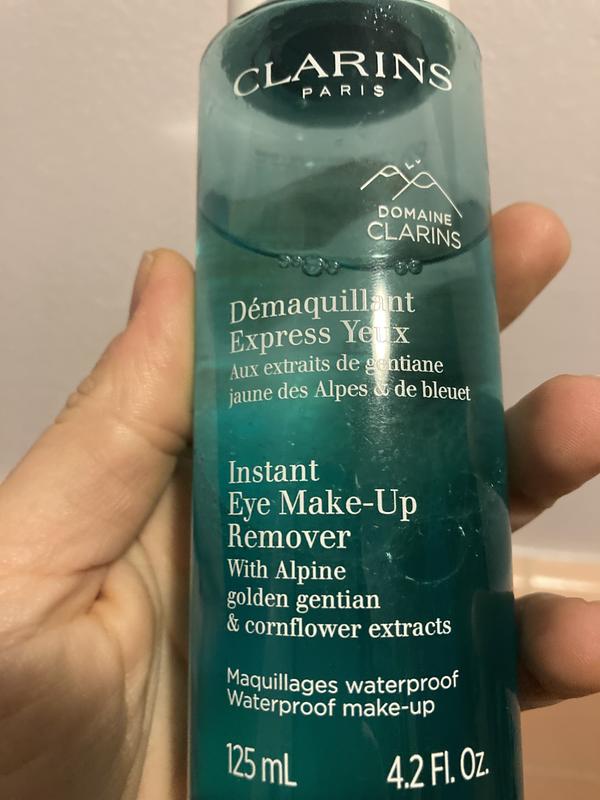 CLARINS
PARIS
DOMAINE
CLARINS
Démaquillant
Express Yeux
Aux extraits de gentiane
jaune des Alpes & de bleuet
Instant
Eye Make-Up
Remover
With Alpine
golden gentian
& cornflower extracts
Maquillages waterproof
Waterproof make-up
125 mL 4.2 Fl. Oz.